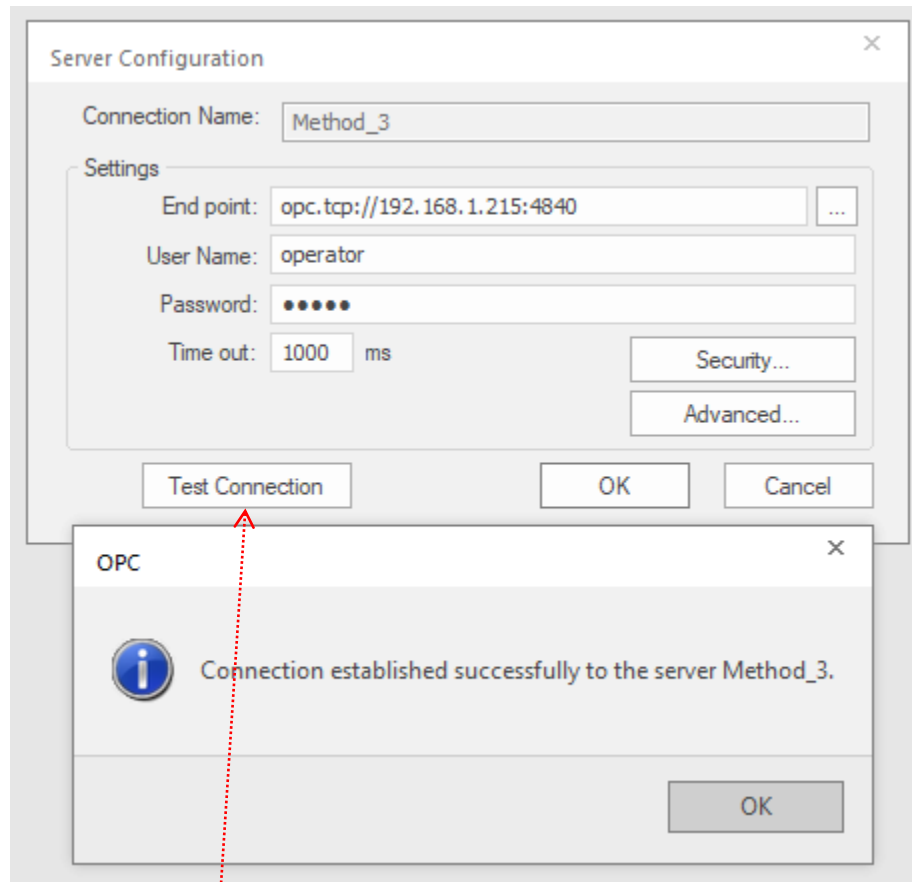 Server Configuration
Connection Name: Method_3
Settings
End point: opc.tcp://192.168.1.215:4840 ...
User Name: operator
Password: ●●●●●
Time out: 1000 ms
Security...
Advanced...
Test Connection OK Cancel
OPC
Connection established successfully to the server Method_3.
OK